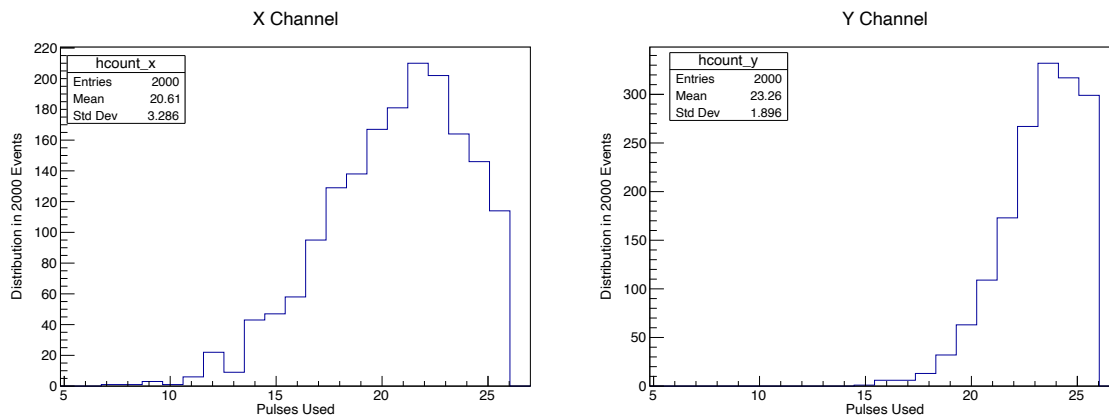 X Channel
220
200
180
160
140
120
100
80
60
40
20
0
Distribution in 2000 Events
hcount_x
Entries 2000
Mean 20.61
Std Dev 3.286
5 10 15 20 25
Pulses Used
Y Channel
300
250
200
150
100
50
0
Distribution in 2000 Events
hcount_y
Entries 2000
Mean 23.26
Std Dev 1.896
5 10 15 20 25
Pulses Used